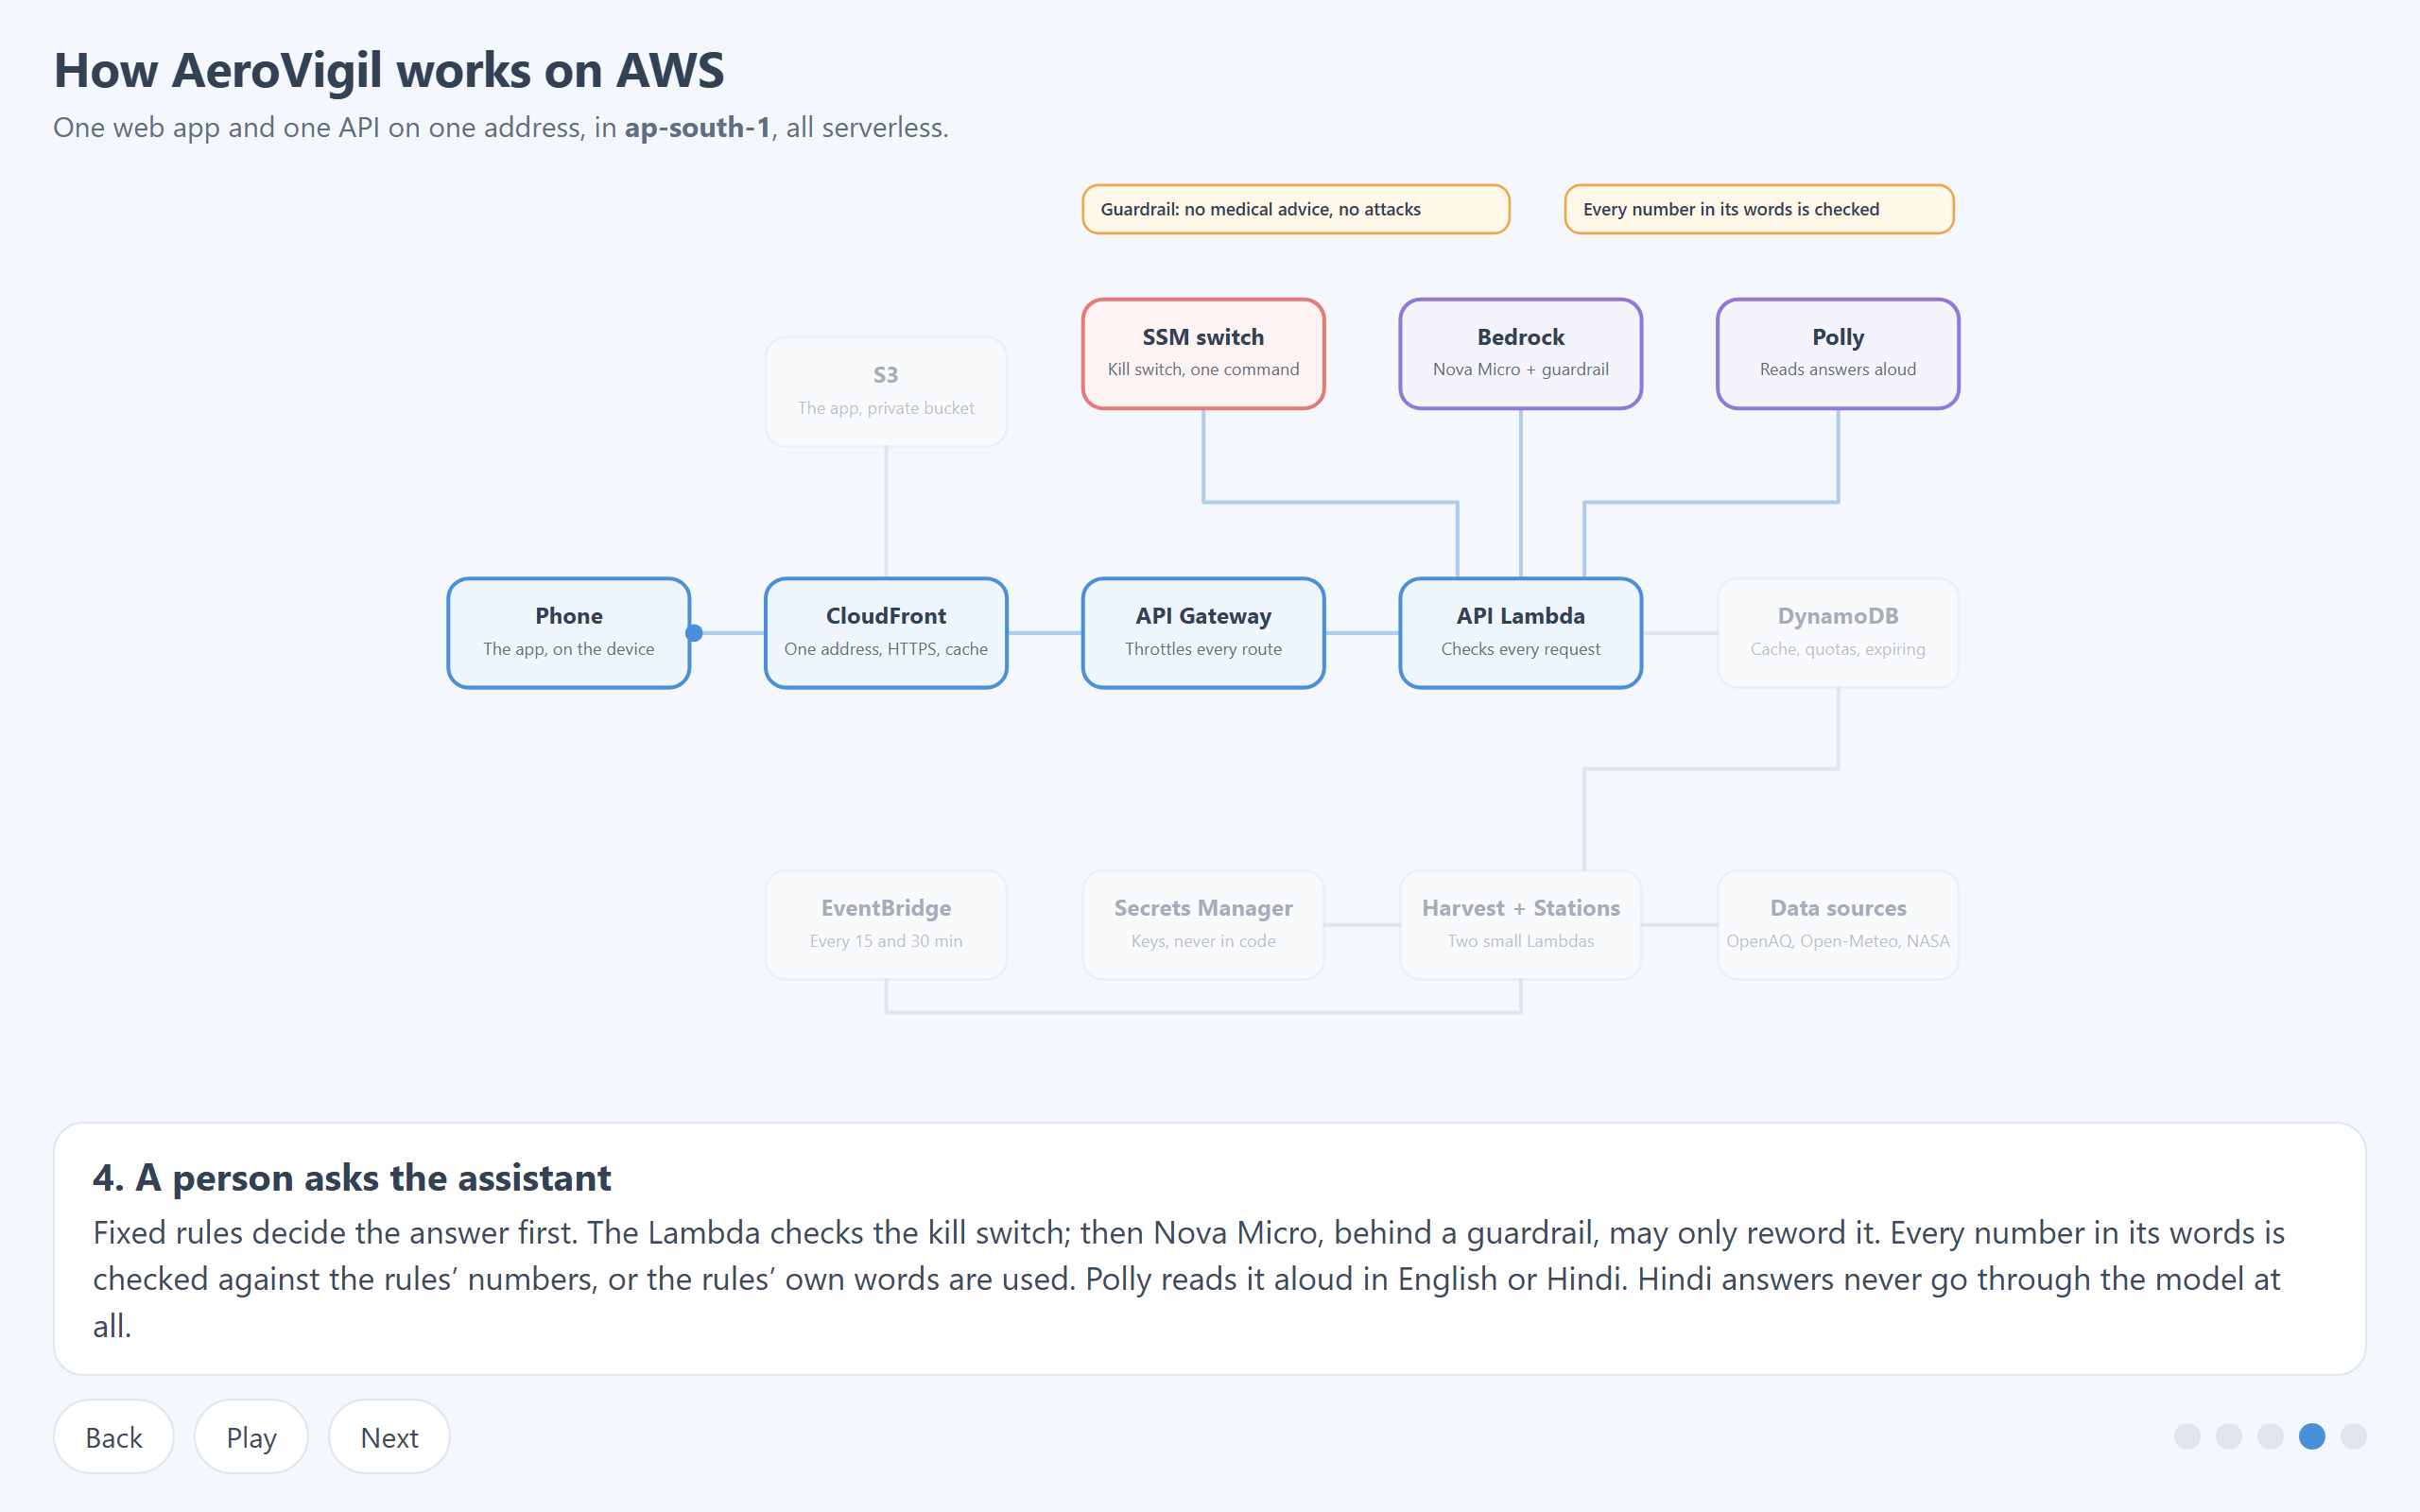 How AeroVigil works on AWS
One web app and one API on one address, in ap-south-1, all serverless.
Guardrail: no medical advice, no attacks
Every number in its words is checked
SSM switch
Kill switch, one command
Bedrock
Nova Micro + guardrail
Polly
Reads answers aloud
S3
The app, private bucket
Phone
The app, on the device
CloudFront
One address, HTTPS, cache
API Gateway
Throttles every route
API Lambda
Checks every request
DynamoDB
Cache, quotas, expiring
EventBridge
Every 15 and 30 min
Secrets Manager
Keys, never in code
Harvest + Stations
Two small Lambdas
Data sources
OpenAQ, Open-Meteo, NASA
4. A person asks the assistant
Fixed rules decide the answer first. The Lambda checks the kill switch; then Nova Micro, behind a guardrail, may only reword it. Every number in its words is
checked against the rules’ numbers, or the rules’ own words are used. Polly reads it aloud in English or Hindi. Hindi answers never go through the model at
all.
Back
Play
Next